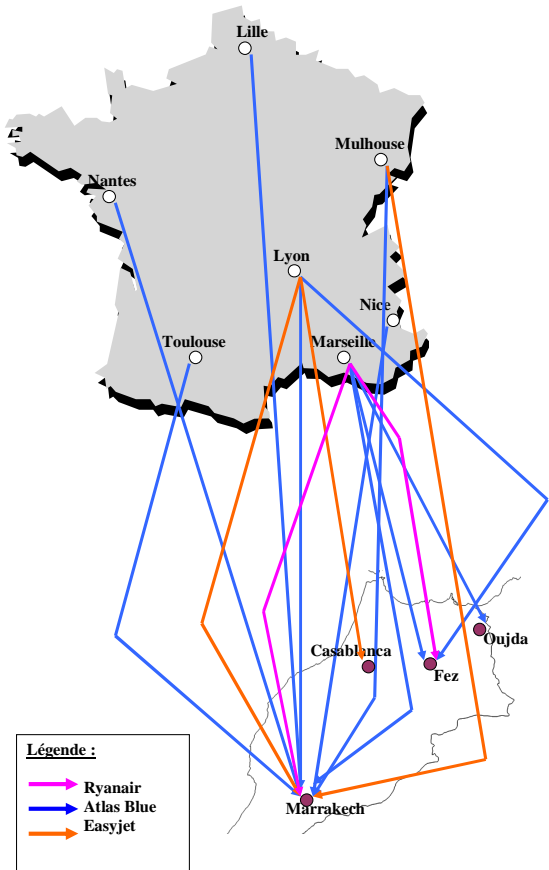 Lille
Mulhouse
Nantes
Lyon
Nice
Toulouse
Marseille
Oujda
Casablanca
Fez
Légende :
Ryanair
Atlas Blue
Easyjet
Marrakech